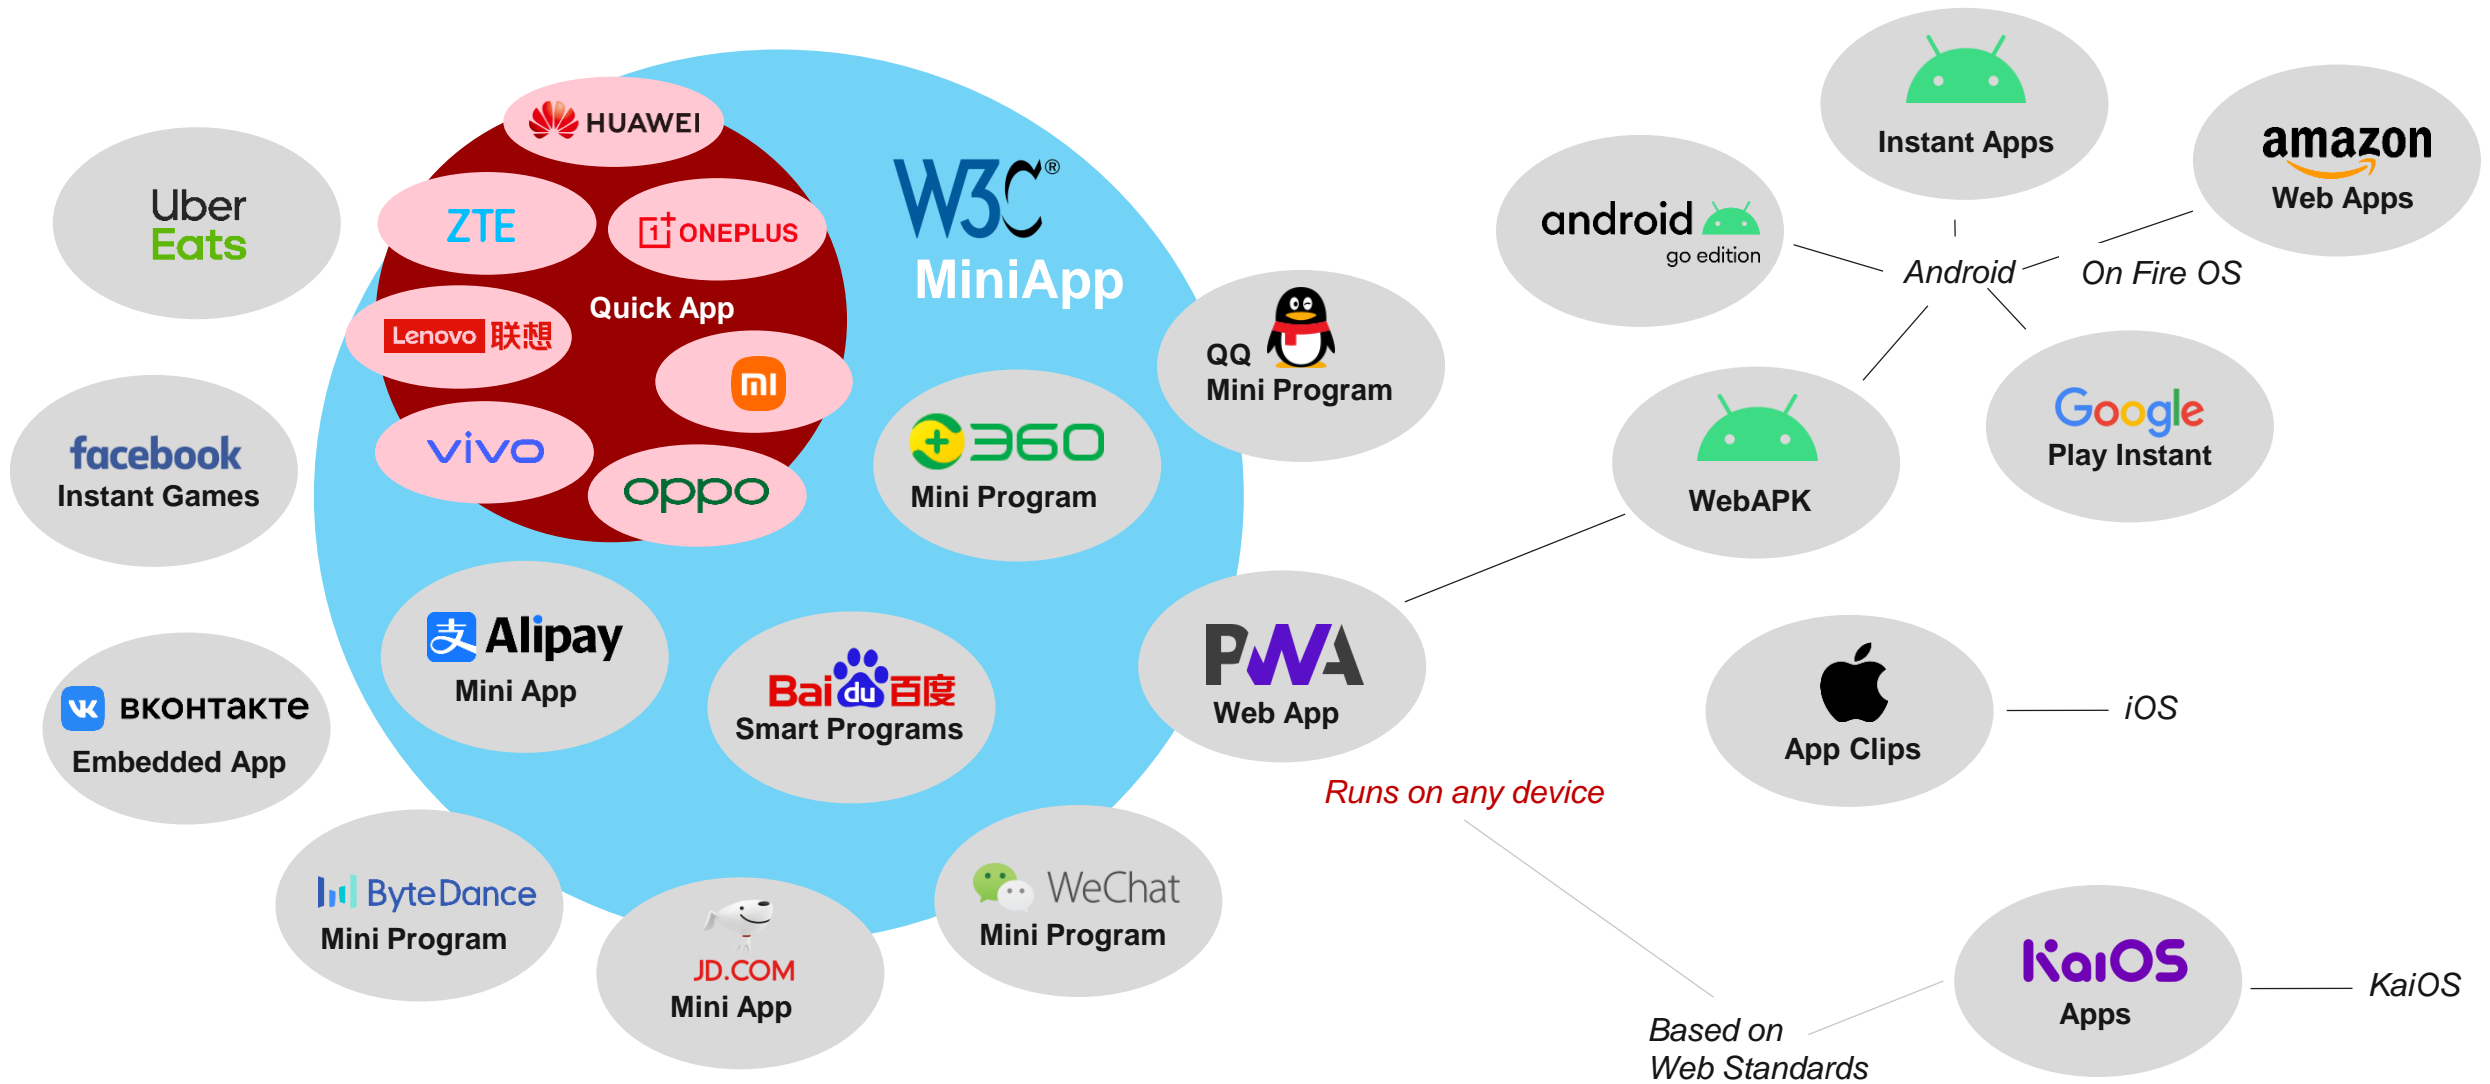 Uber
Eats
facebook
Instant Games
VK ВКОНТАКТЕ
Embedded App
HUAWEI
ZTE
1+ ONEPLUS
Quick App
Lenovo 联想
mi
vivo
oppo
W3C®
MiniApp
QQ
Mini Program
360
Mini Program
支 Alipay
Mini App
Bai du 百度
Smart Programs
PWA
Web App
Runs on any device
ByteDance
Mini Program
JD.COM
Mini App
WeChat
Mini Program
Instant Apps
amazon
Web Apps
android
go edition
Android
On Fire OS
WebAPK
Google
Play Instant
App Clips
iOS
KaiOS
Apps
KaiOS
Based on
Web Standards